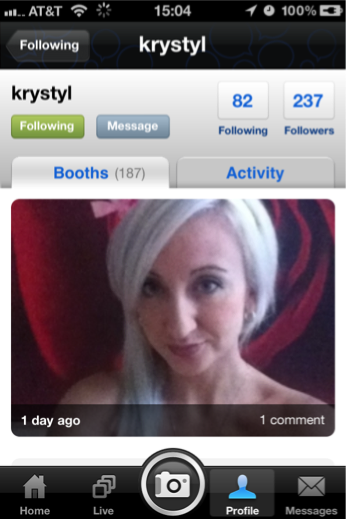 AT&T 15:04 100%
Following krystyl
krystyl
Following Message
82 237
Following Followers
Booths (187) Activity
1 day ago 1 comment
Home Live Profile Messages